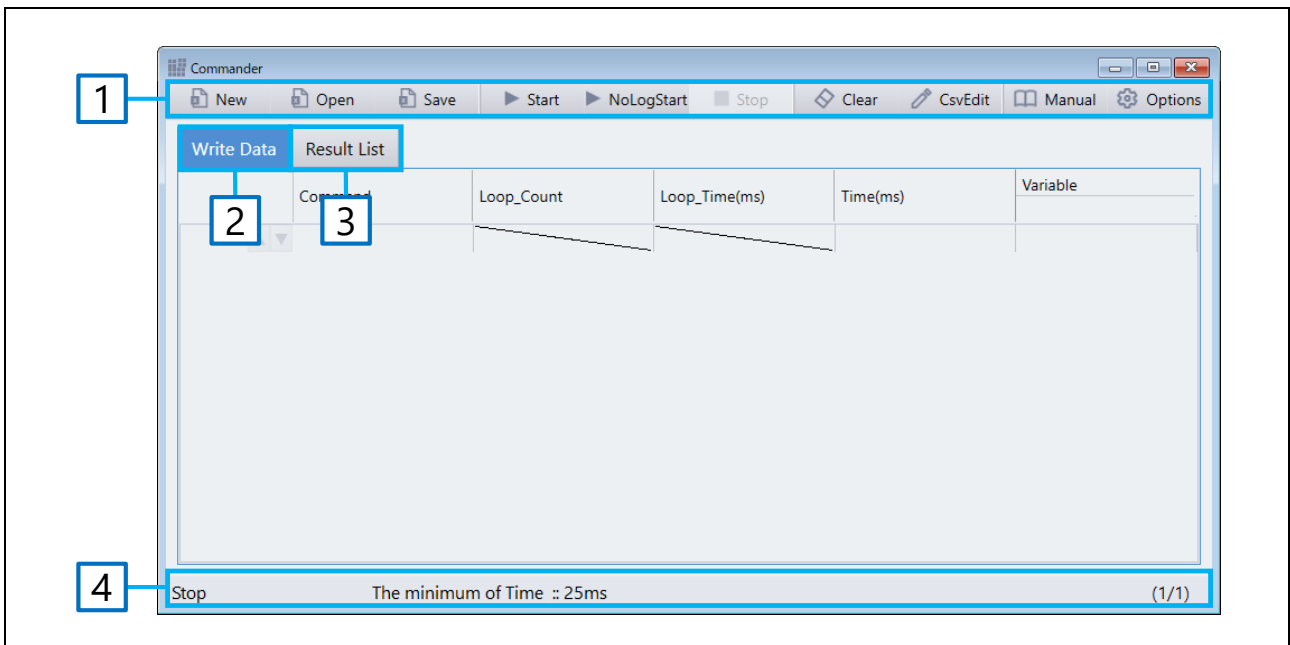 Commander
1
New Open Save Start NoLogStart Stop Clear CsvEdit Manual Options
Write Data Result List
Command Loop_Count Loop_Time(ms) Time(ms) Variable
2 3
4
Stop The minimum of Time :: 25ms (1/1)